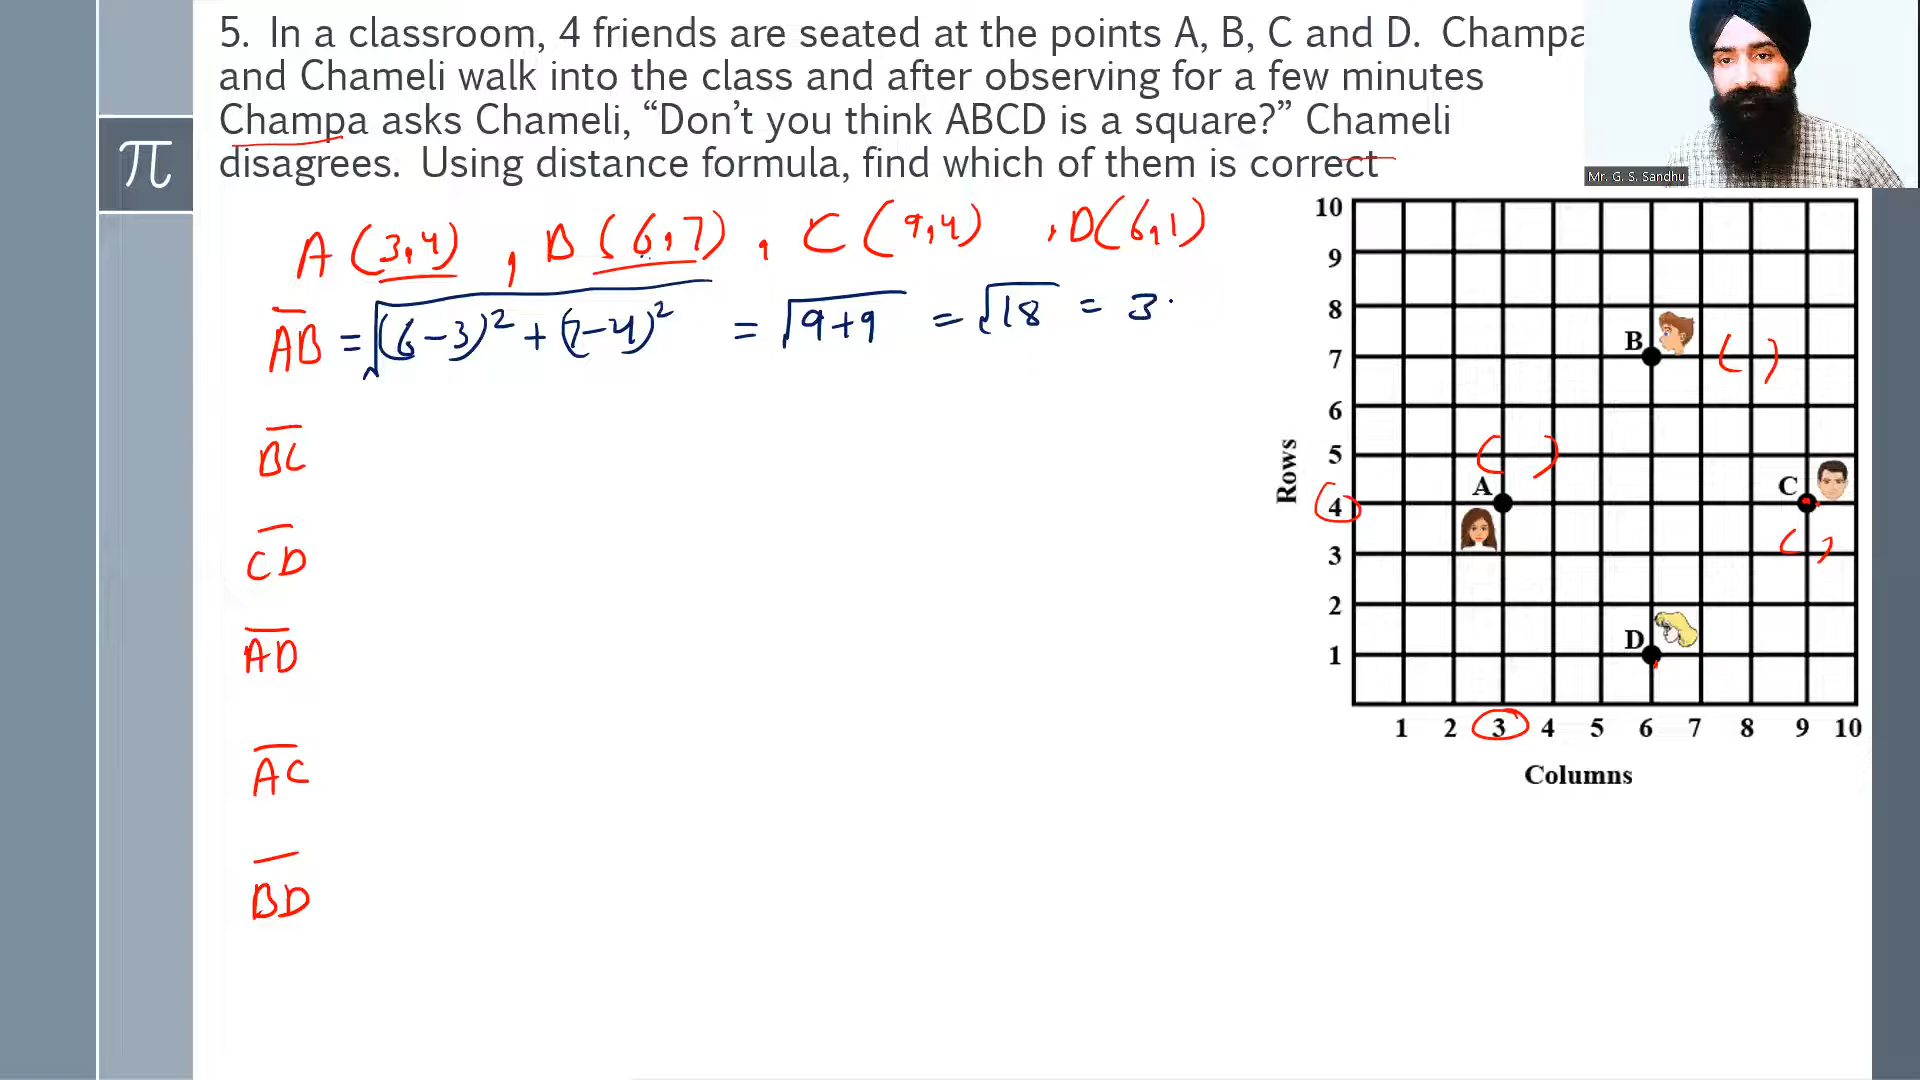 5. In a classroom, 4 friends are seated at the points A, B, C and D. Champa
and Chameli walk into the class and after observing for a few minutes
Champa asks Chameli, “Don’t you think ABCD is a square?” Chameli
disagrees. Using distance formula, find which of them is correct
Mr. G. S. Sandhu
π
A (3,4) , B (6,7) , C (9,4) , D(6,1)
AB = √(6-3)² + (7-4)² = √9+9 = √18 = 3
BC
CD
AD
AC
BD
10
9
8
7
6
5
4
3
2
1
Rows
B ( )
( )
A
C
( )
D
1 2 3 4 5 6 7 8 9 10
Columns